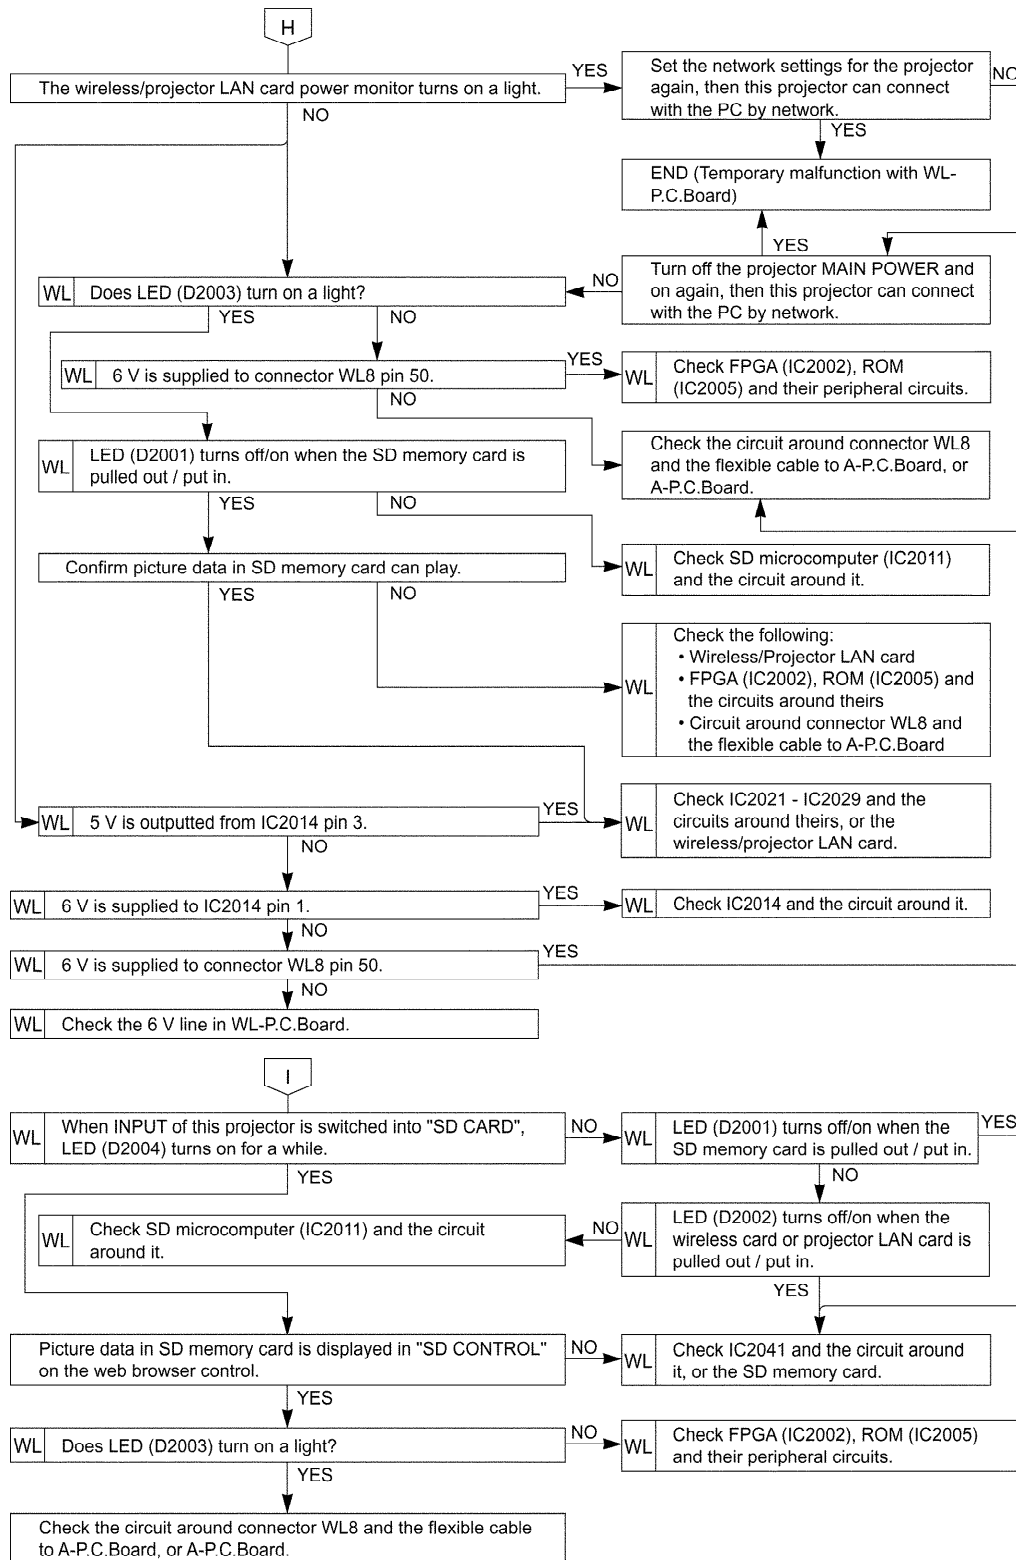 H
The wireless/projector LAN card power monitor turns on a light.
YES
Set the network settings for the projector
again, then this projector can connect
with the PC by network.
NO
NO
YES
END (Temporary malfunction with WL-
P.C.Board)
YES
Turn off the projector MAIN POWER and
on again, then this projector can connect
with the PC by network.
NO
WL Does LED (D2003) turn on a light?
YES
NO
WL 6 V is supplied to connector WL8 pin 50.
YES
WL Check FPGA (IC2002), ROM
(IC2005) and their peripheral circuits.
NO
Check the circuit around connector WL8
and the flexible cable to A-P.C.Board, or
A-P.C.Board.
WL LED (D2001) turns off/on when the SD memory card is
pulled out / put in.
YES
NO
WL Check SD microcomputer (IC2011)
and the circuit around it.
Confirm picture data in SD memory card can play.
YES
NO
WL Check the following:
• Wireless/Projector LAN card
• FPGA (IC2002), ROM (IC2005) and
the circuits around theirs
• Circuit around connector WL8 and
the flexible cable to A-P.C.Board
WL 5 V is outputted from IC2014 pin 3.
YES
WL Check IC2021 - IC2029 and the
circuits around theirs, or the
wireless/projector LAN card.
NO
WL 6 V is supplied to IC2014 pin 1.
YES
WL Check IC2014 and the circuit around it.
NO
WL 6 V is supplied to connector WL8 pin 50.
YES
NO
WL Check the 6 V line in WL-P.C.Board.
I
WL When INPUT of this projector is switched into "SD CARD",
LED (D2004) turns on for a while.
NO
WL LED (D2001) turns off/on when the
SD memory card is pulled out / put in.
YES
YES
NO
WL Check SD microcomputer (IC2011) and the circuit
around it.
NO
WL LED (D2002) turns off/on when the
wireless card or projector LAN card is
pulled out / put in.
YES
Picture data in SD memory card is displayed in "SD CONTROL"
on the web browser control.
NO
WL Check IC2041 and the circuit around
it, or the SD memory card.
YES
WL Does LED (D2003) turn on a light?
NO
WL Check FPGA (IC2002), ROM (IC2005)
and their peripheral circuits.
YES
Check the circuit around connector WL8 and the flexible cable
to A-P.C.Board, or A-P.C.Board.